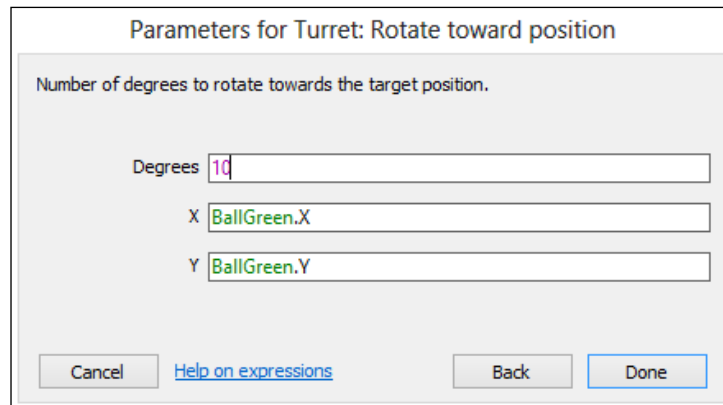 Parameters for Turret: Rotate toward position
Number of degrees to rotate towards the target position.
Degrees 10
X BallGreen.X
Y BallGreen.Y
Cancel Help on expressions Back Done